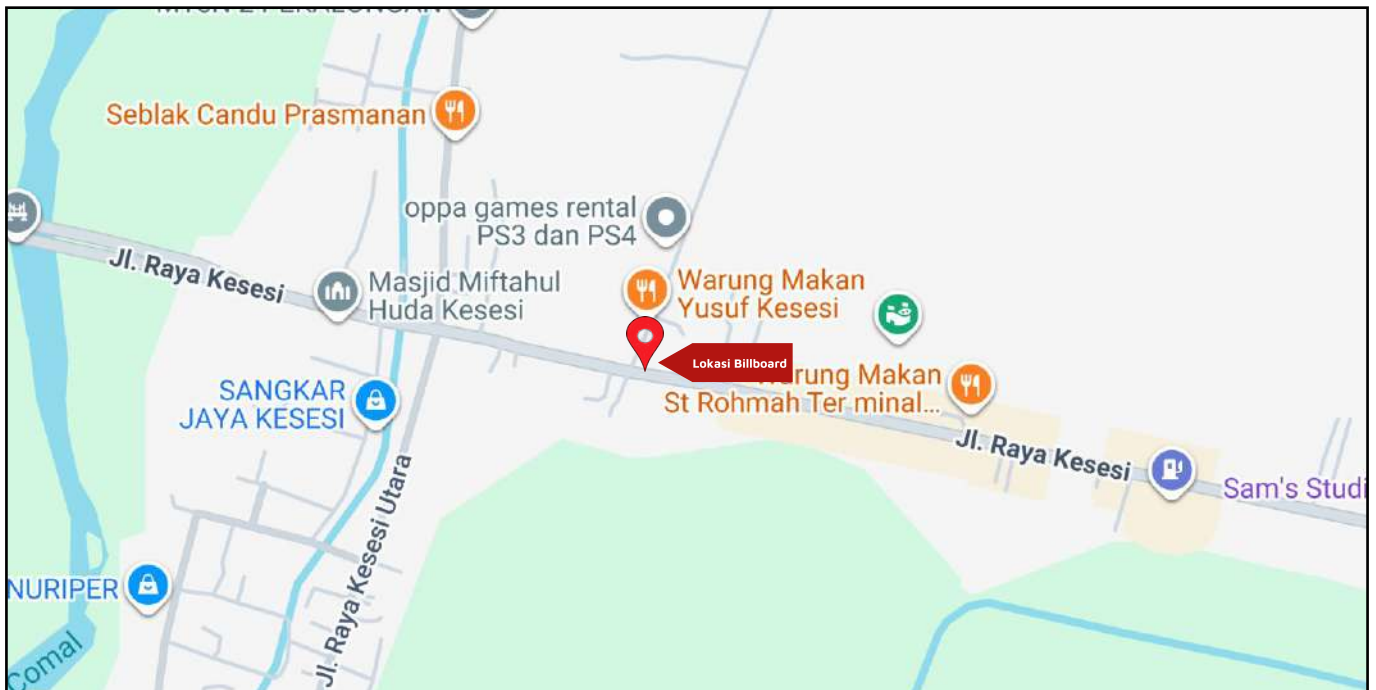 Seblak Candu Prasmanan
oppa games rental
PS3 dan PS4
Jl. Raya Kesesi
Masjid Miftahul
Huda Kesesi
Warung Makan
Yusuf Kesesi
Lokasi Billboard
Warung Makan
St Rohmah Ter minal...
SANGKAR
JAYA KESESI
Jl. Raya Kesesi
Sam's Studi
Jl. Raya Kesesi Utara
NURIPER
Comal